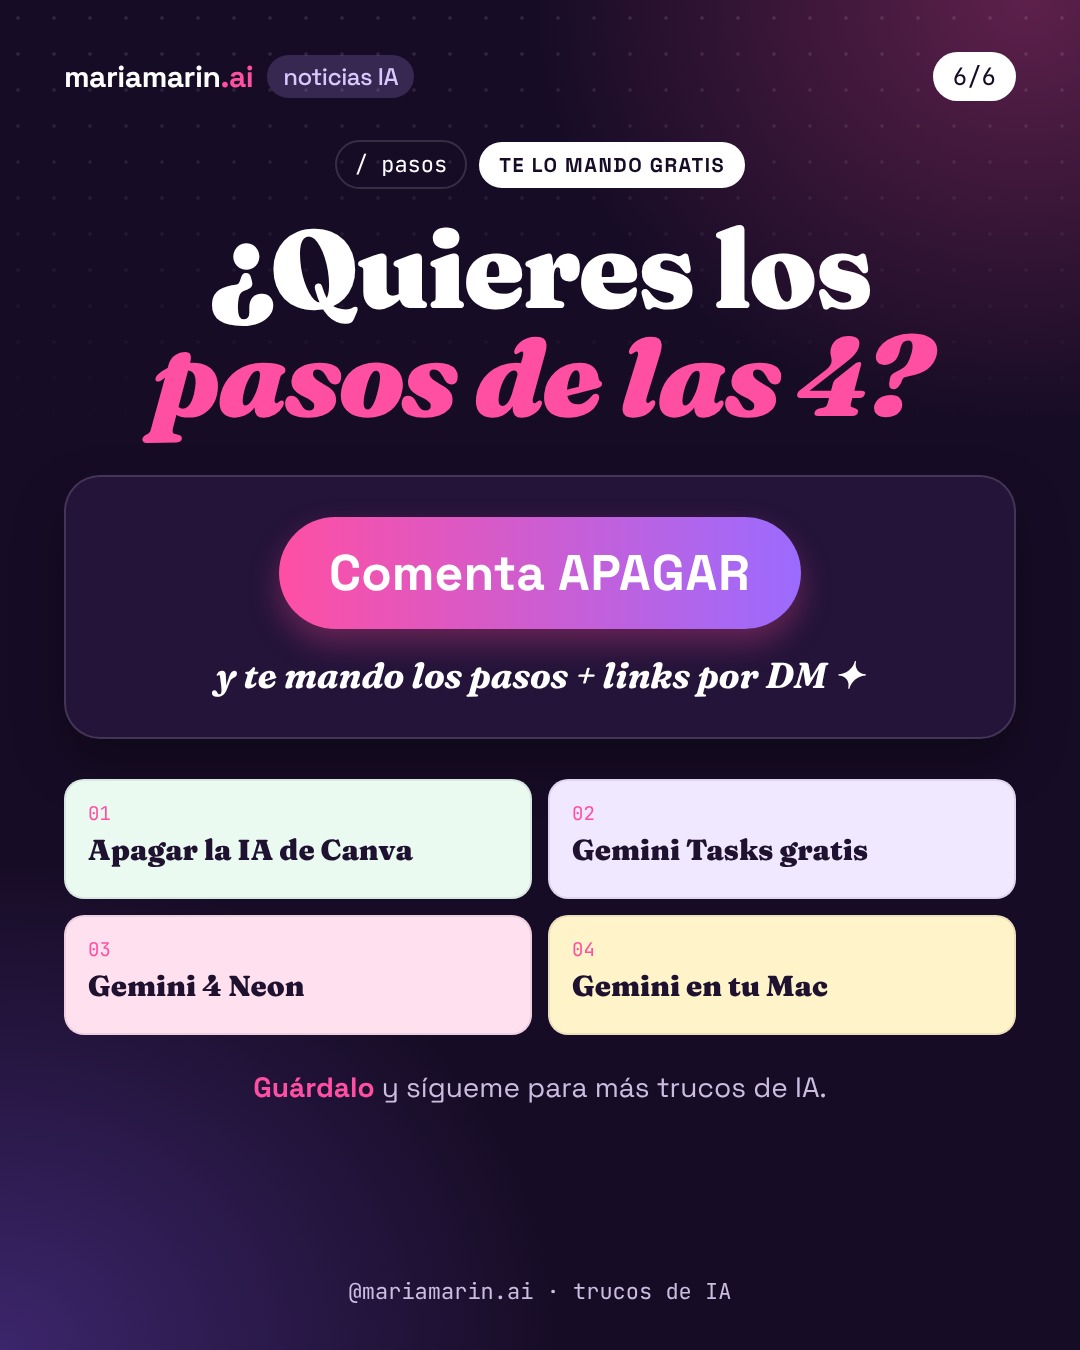 mariamarin.ai noticias IA 6/6
/ pasos TE LO MANDO GRATIS
¿Quieres los
pasos de las 4?
Comenta APAGAR
y te mando los pasos + links por DM ✦
01
Apagar la IA de Canva
02
Gemini Tasks gratis
03
Gemini 4 Neon
04
Gemini en tu Mac
Guárdalo y sígueme para más trucos de IA.
@mariamarin.ai · trucos de IA